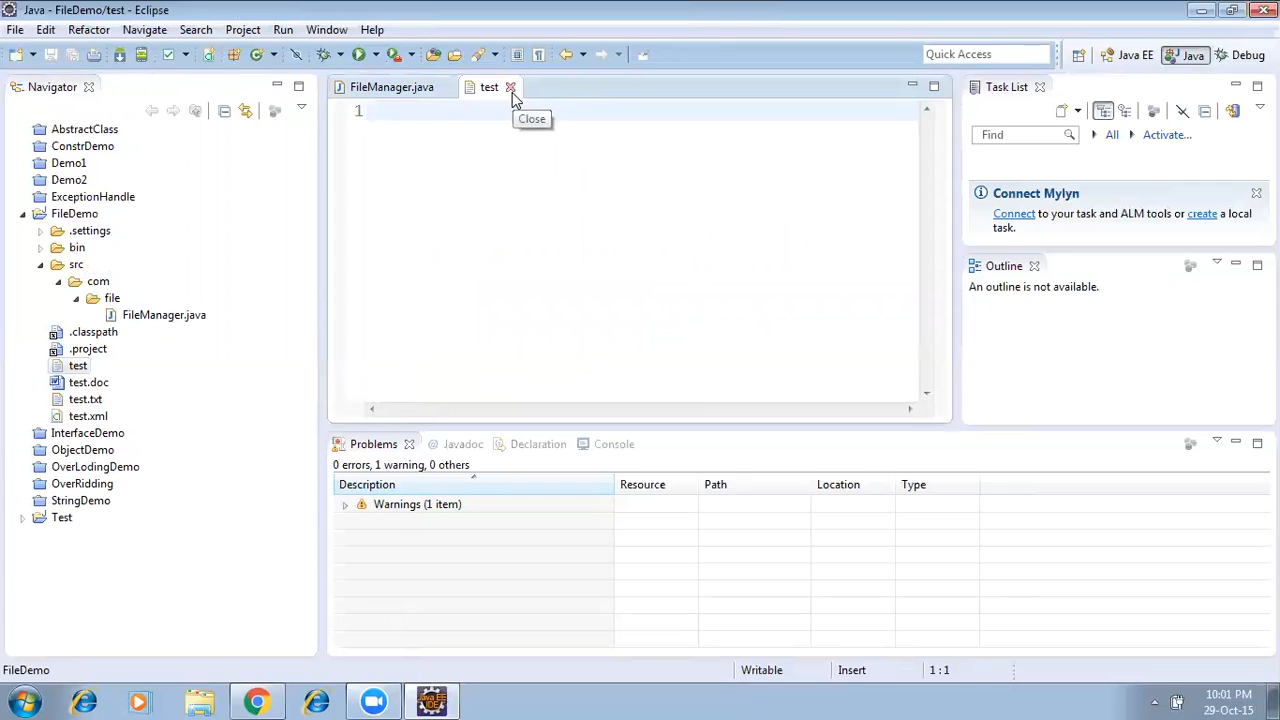 Java - FileDemo/test - Eclipse
File Edit Refactor Navigate Search Project Run Window Help
Quick Access
Java EE
Java
Debug
Navigator
AbstractClass
ConstrDemo
Demo1
Demo2
ExceptionHandle
FileDemo
.settings
bin
src
com
file
FileManager.java
.classpath
.project
test
test.doc
test.txt
test.xml
InterfaceDemo
ObjectDemo
OverLodingDemo
OverRidding
StringDemo
Test
FileManager.java
test
Close
1
Task List
Find
All
Activate...
Connect Mylyn
Connect to your task and ALM tools or create a local
task.
Outline
An outline is not available.
Problems
@ Javadoc
Declaration
Console
0 errors, 1 warning, 0 others
Description Resource Path Location Type
Warnings (1 item)
FileDemo
Writable
Insert
1 : 1
Java EE
IDE
10:01 PM
29-Oct-15